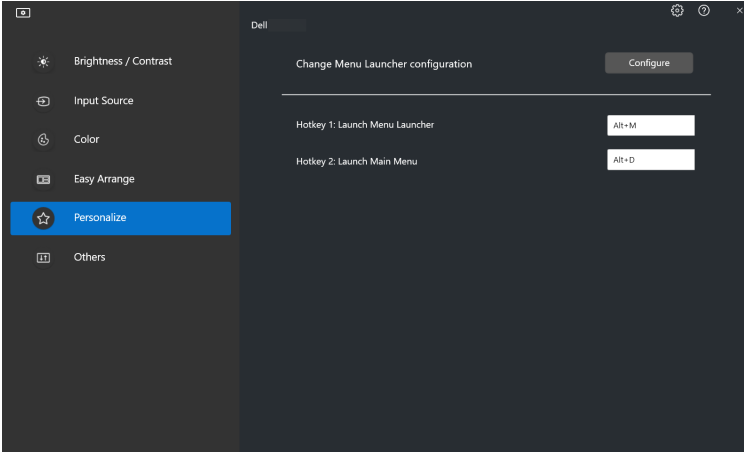 Dell
Brightness / Contrast
Input Source
Color
Easy Arrange
Personalize
Others
Change Menu Launcher configuration
Configure
Hotkey 1: Launch Menu Launcher
Alt+M
Hotkey 2: Launch Main Menu
Alt+D